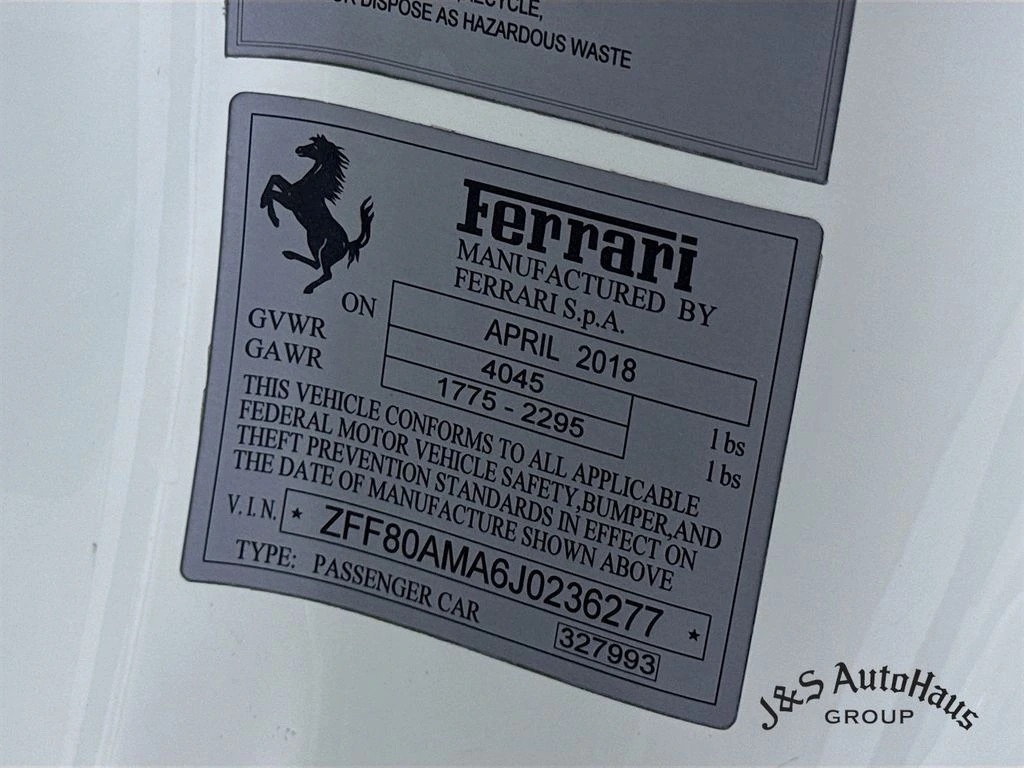 RECYCLE,
OR DISPOSE AS HAZARDOUS WASTE
Ferrari
MANUFACTURED BY
FERRARI S.p.A.
ON APRIL 2018
GVWR 4045 lbs
GAWR 1775 - 2295 lbs
THIS VEHICLE CONFORMS TO ALL APPLICABLE
FEDERAL MOTOR VEHICLE SAFETY,BUMPER,AND
THEFT PREVENTION STANDARDS IN EFFECT ON
THE DATE OF MANUFACTURE SHOWN ABOVE
V.I.N. ★ ZFF80AMA6J0236277 ★
TYPE: PASSENGER CAR 327993
J&S AutoHaus
GROUP